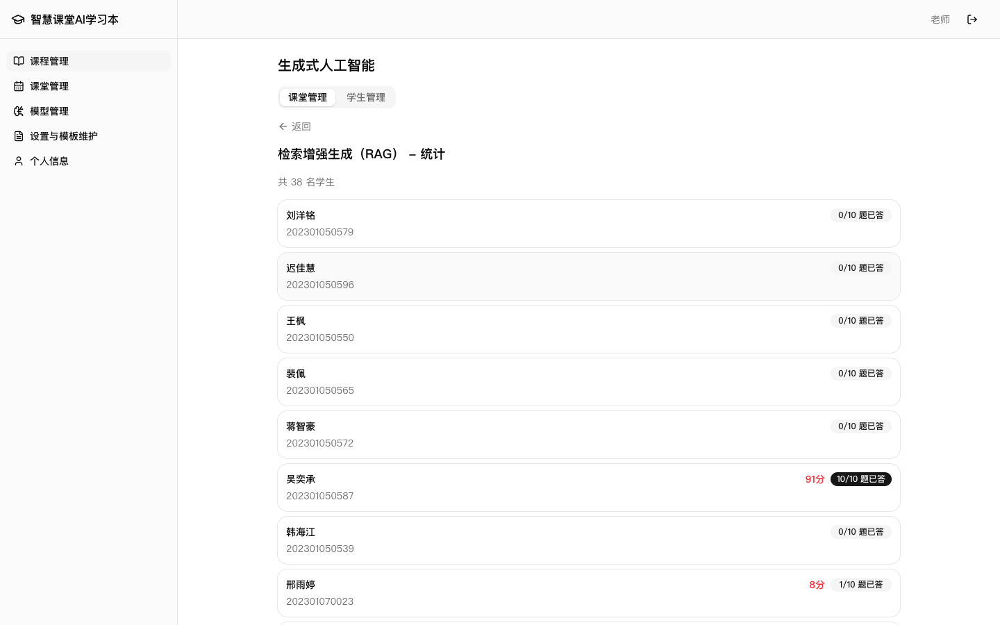 智慧课堂AI学习本
老师
课程管理
课堂管理
模型管理
设置与模板维护
个人信息
生成式人工智能
课堂管理 学生管理
返回
检索增强生成（RAG） – 统计
共 38 名学生
刘洋铭 0/10 题已答
202301050579
迟佳慧 0/10 题已答
202301050596
王枫 0/10 题已答
202301050550
裴佩 0/10 题已答
202301050565
蒋智豪 0/10 题已答
202301050572
吴奕承 91分 10/10 题已答
202301050587
韩海江 0/10 题已答
202301050539
邢雨婷 8分 1/10 题已答
202301070023